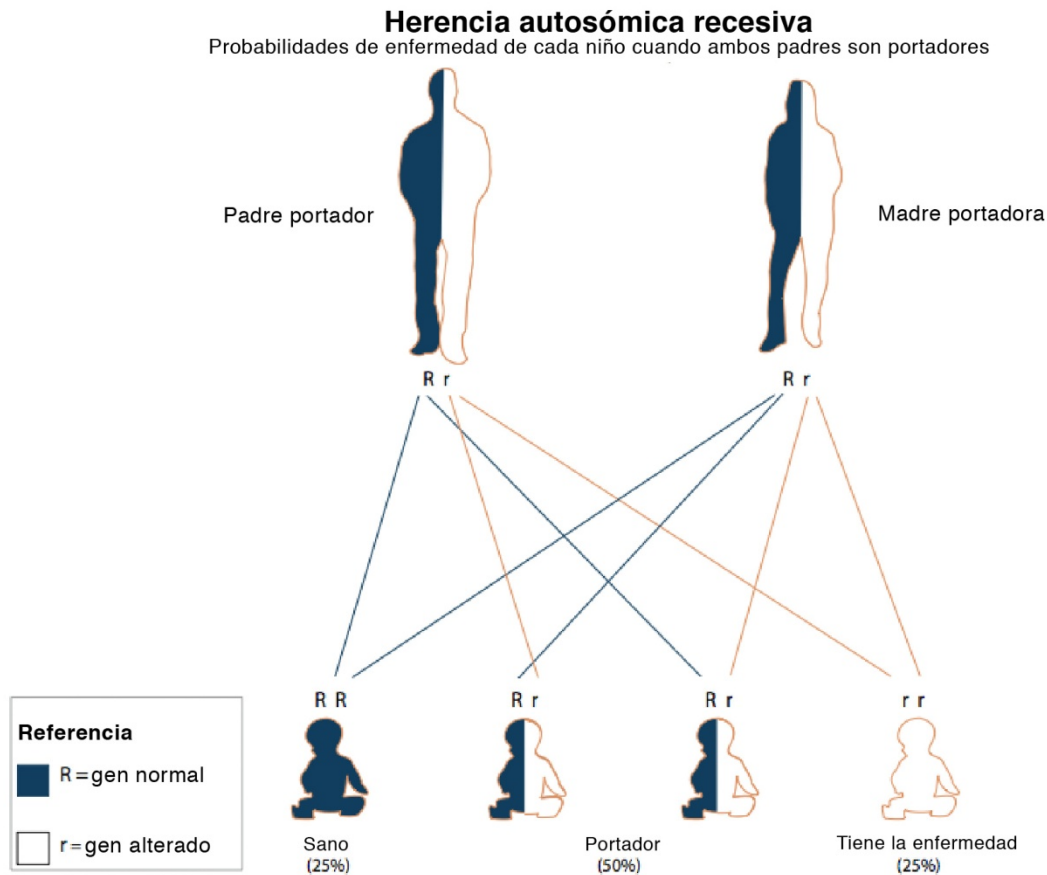 Herencia autosómica recesiva
Probabilidades de enfermedad de cada niño cuando ambos padres son portadores
Padre portador
Madre portadora
R r
R r
R R
R r
R r
r r
Referencia
R=gen normal
r=gen alterado
Sano
(25%)
Portador
(50%)
Tiene la enfermedad
(25%)